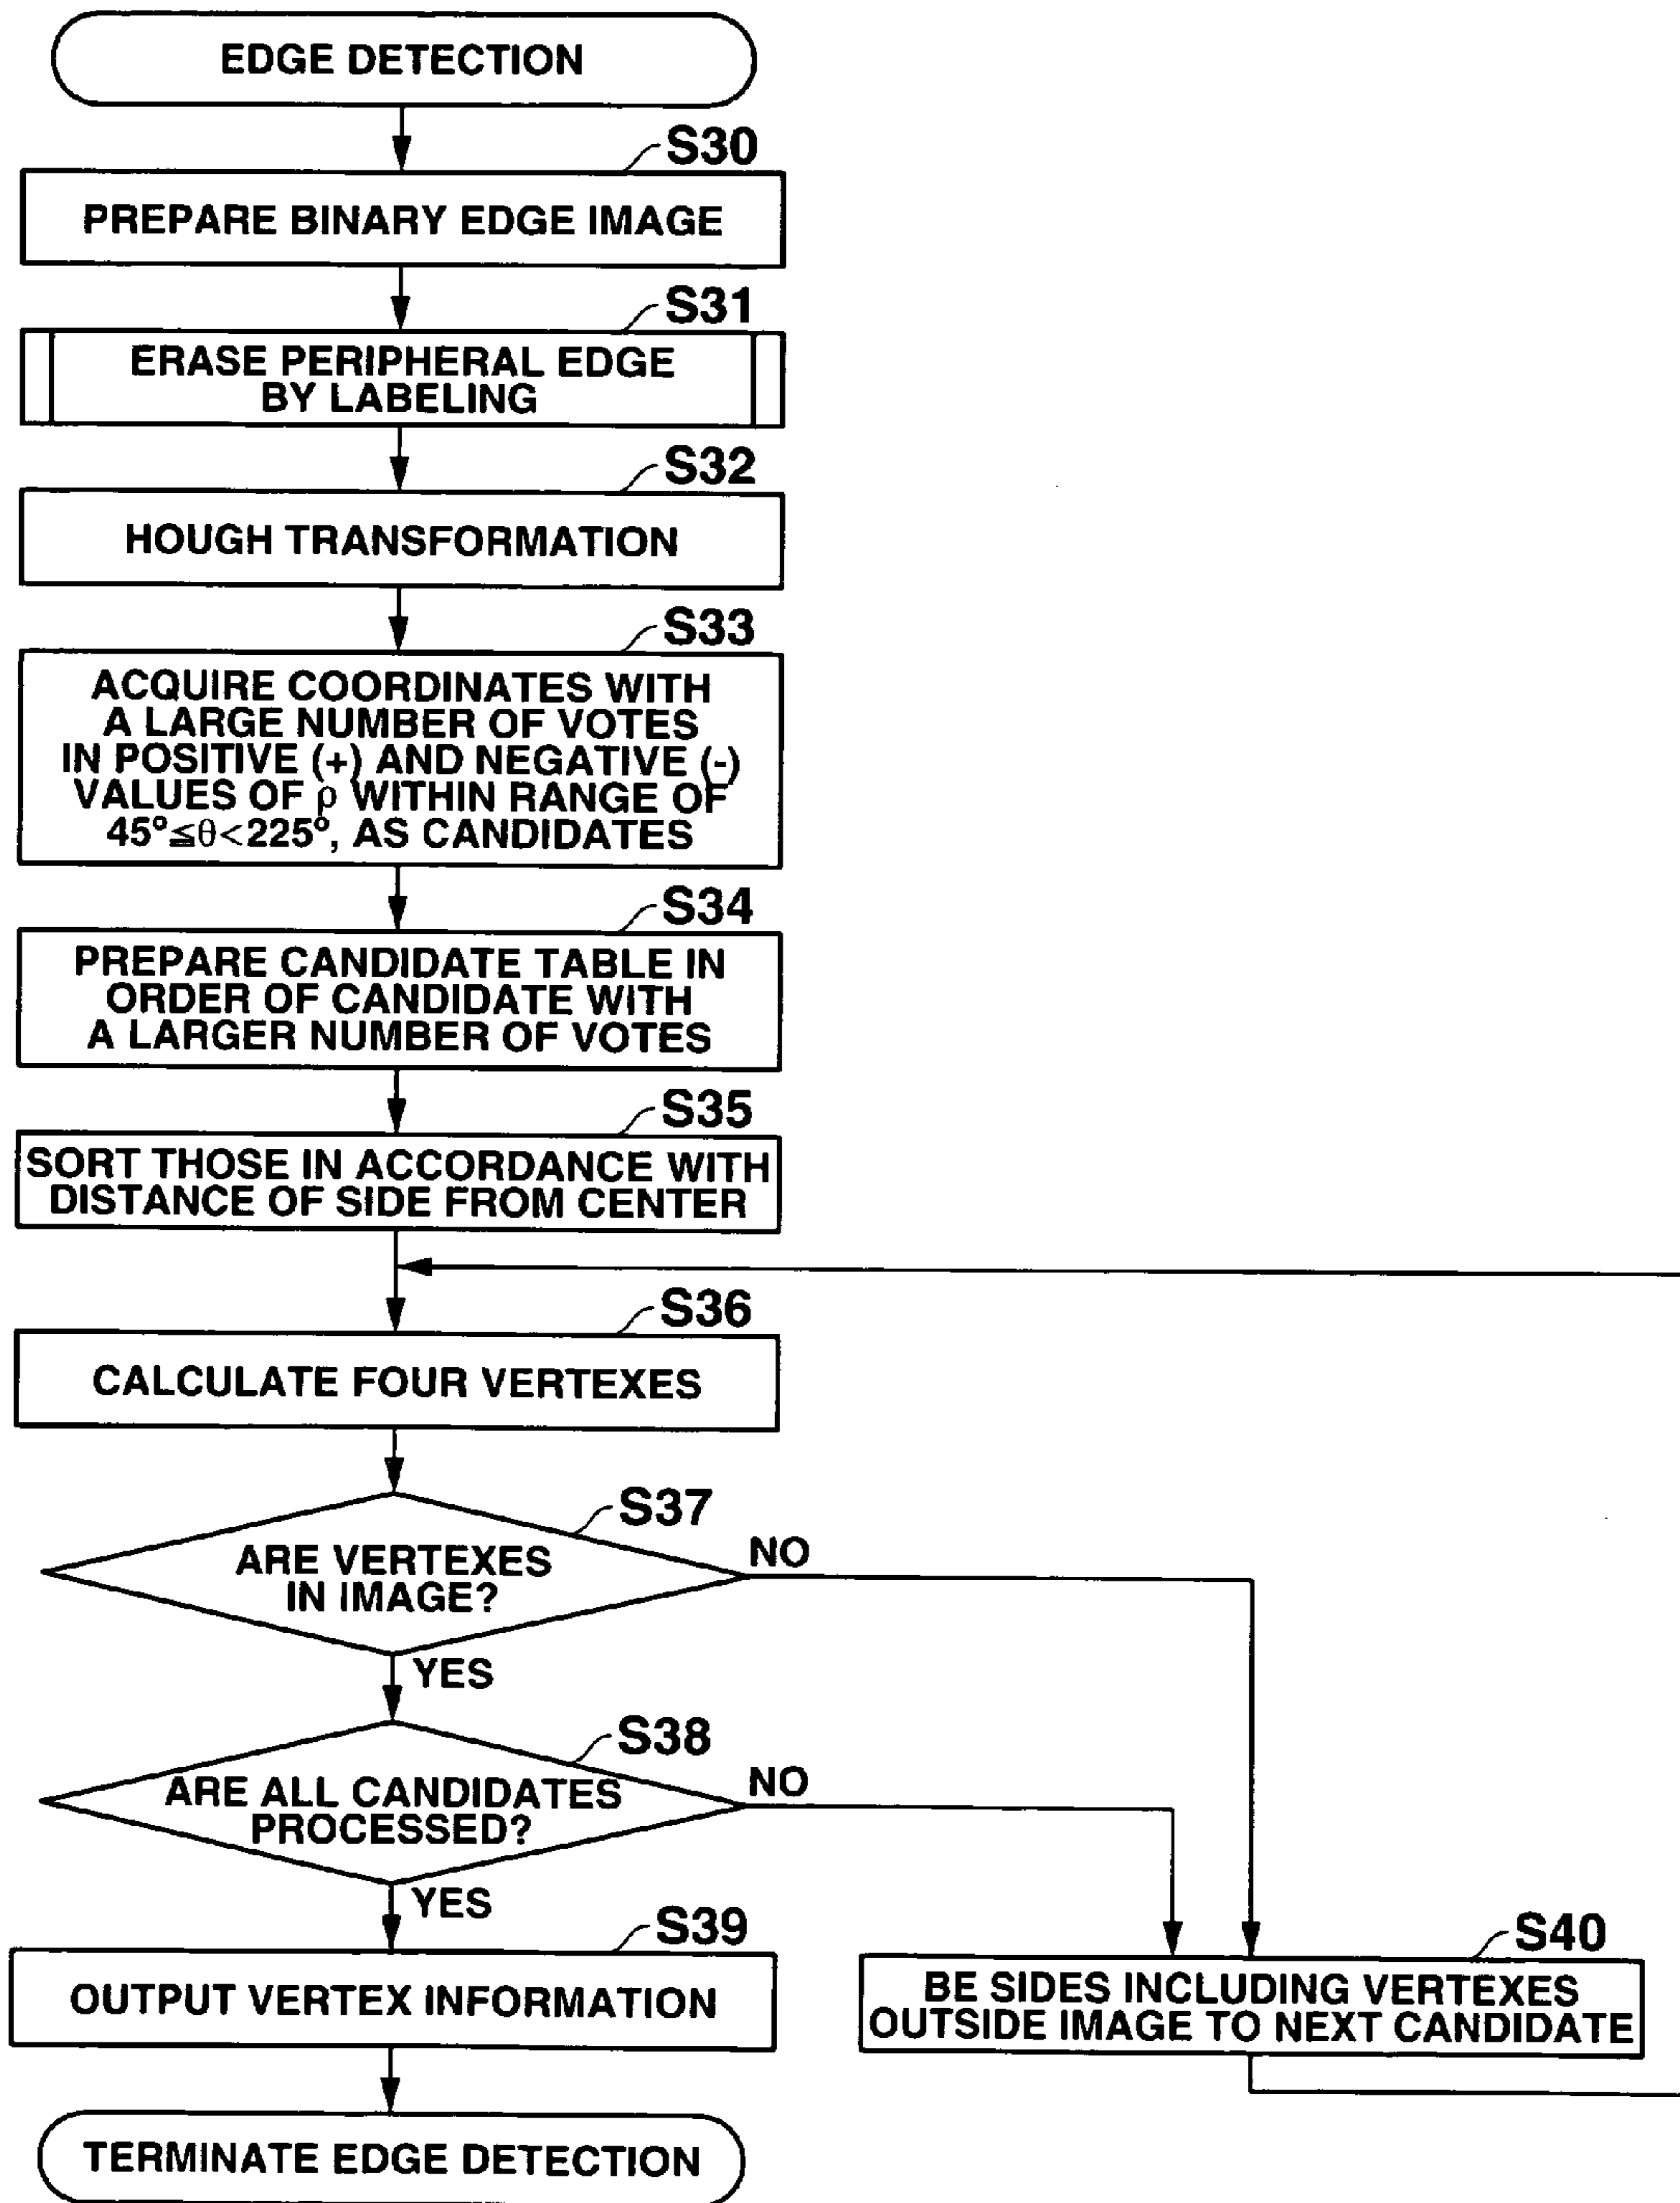 EDGE DETECTION
S30
PREPARE BINARY EDGE IMAGE
S31
ERASE PERIPHERAL EDGE
BY LABELING
S32
HOUGH TRANSFORMATION
S33
ACQUIRE COORDINATES WITH
A LARGE NUMBER OF VOTES
IN POSITIVE (+) AND NEGATIVE (-)
VALUES OF ρ WITHIN RANGE OF
45°≦θ<225°, AS CANDIDATES
S34
PREPARE CANDIDATE TABLE IN
ORDER OF CANDIDATE WITH
A LARGER NUMBER OF VOTES
S35
SORT THOSE IN ACCORDANCE WITH
DISTANCE OF SIDE FROM CENTER
S36
CALCULATE FOUR VERTEXES
S37
ARE VERTEXES
IN IMAGE?
NO
YES
S38
ARE ALL CANDIDATES
PROCESSED?
NO
YES
S39
OUTPUT VERTEX INFORMATION
S40
BE SIDES INCLUDING VERTEXES
OUTSIDE IMAGE TO NEXT CANDIDATE
TERMINATE EDGE DETECTION